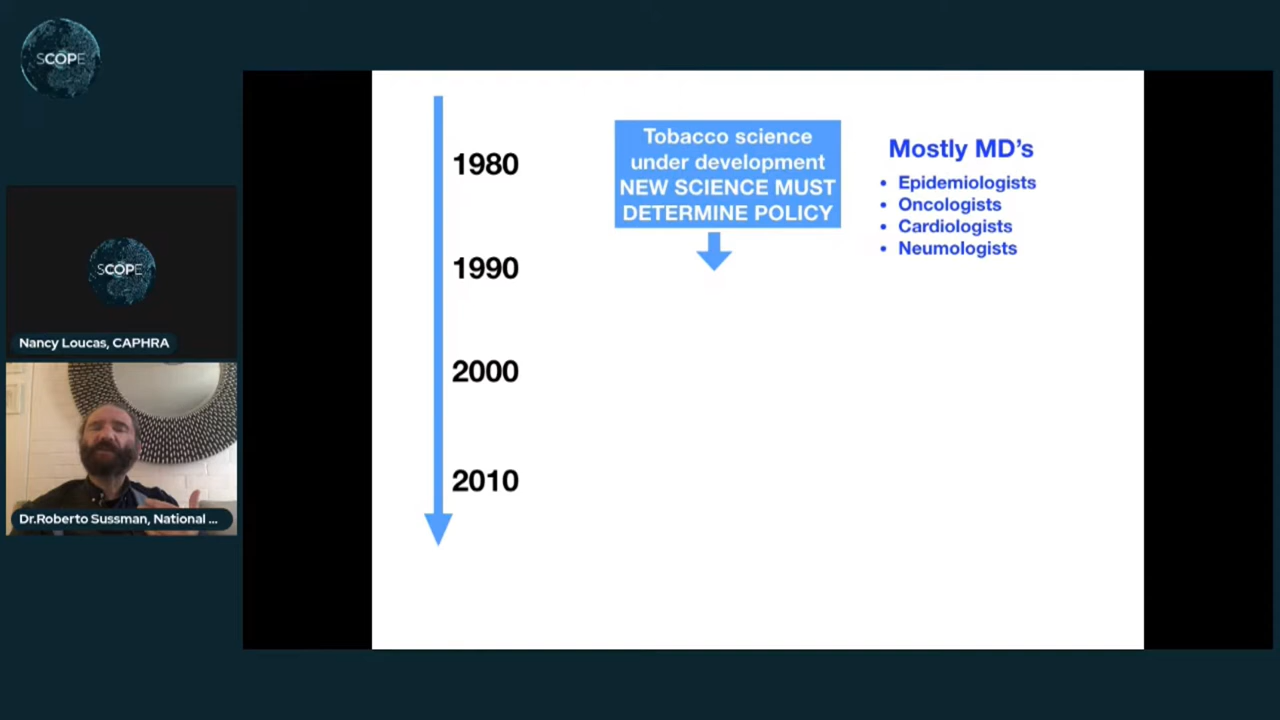 SCOPE
SCOPE
Nancy Loucas, CAPHRA
Dr.Roberto Sussman, National ...
1980
1990
2000
2010
Tobacco science
under development
NEW SCIENCE MUST
DETERMINE POLICY
Mostly MD's
• Epidemiologists
• Oncologists
• Cardiologists
• Neumologists